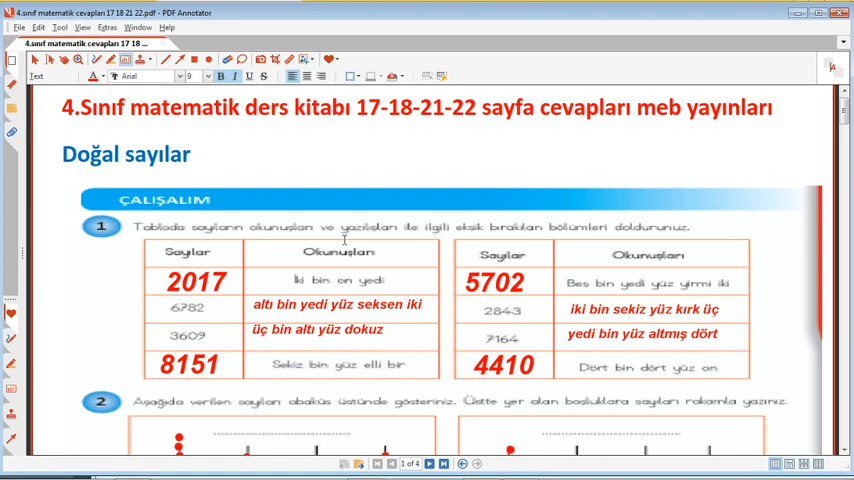 4.sınıf matematik cevapları 17 18 21 22.pdf - PDF Annotator
File Edit Tool View Extras Window Help
4.sınıf matematik cevapları 17 18 ...
Text Arial 9 B I U S
4.Sınıf matematik ders kitabı 17-18-21-22 sayfa cevapları meb yayınları
Doğal sayılar
ÇALIŞALIM
1 Tabloda sayıların okunuşları ve yazılışları ile ilgili eksik bırakılan bölümleri doldurunuz.
Sayılar Okunuşları
2017 İki bin on yedi
6782 altı bin yedi yüz seksen iki
3609 üç bin altı yüz dokuz
8151 Sekiz bin yüz elli bir
Sayılar Okunuşları
5702 Beş bin yedi yüz yirmi iki
2843 iki bin sekiz yüz kırk üç
7164 yedi bin yüz altmış dört
4410 Dört bin dört yüz on
2 Aşağıda verilen sayıları abaküs üstünde gösteriniz. Üstte yer alan boşluklara sayıları rakamla yazınız.
1 of 4